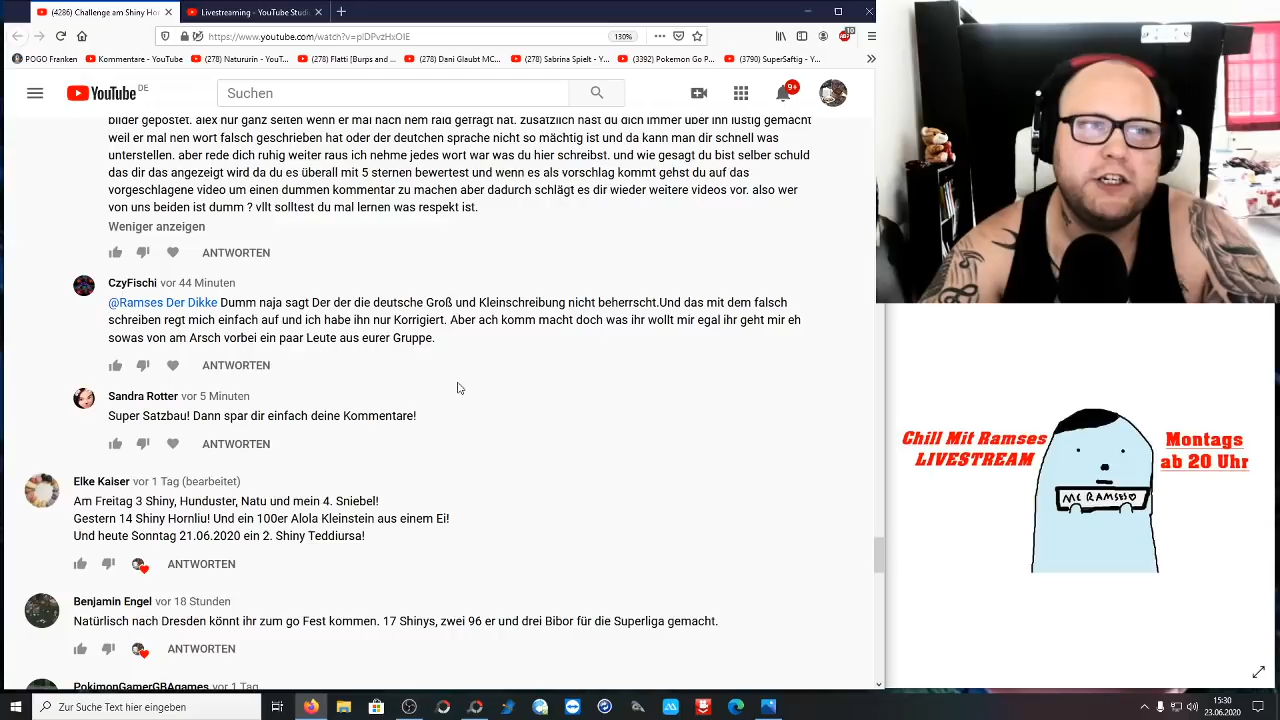 (4286) Challenge am Shiny Ho
Livestreaming - YouTube Studi
https://www.youtube.com/watch?v=plDPvzHxOIE
130%
10
POGO Franken
Kommentare - YouTube
(278) Natururin - YouT...
(278) Flatti [Burps and ...
(278) Dani Glaubt MC...
(278) Sabrina Spielt - Y...
(3392) Pokemon Go P...
(3790) SuperSaftig - Y...
YouTube DE
Suchen
9+
bilder gepostet. alex nur ganz selten wenn er mal nach nem raid gefragt hat. zusätzlich hast du dich immer über ihn lustig gemacht
weil er mal nen wort falsch geschrieben hat oder der deutchen sprache nicht so mächtig ist und da kann man dir schnell was
unterstellen. aber rede dich ruhig weiter raus ich nehme jedes wort war was du hier schreibst. und wie gesagt du bist selber schuld
das dir das angezeigt wird da du es überall mit 5 sternen bewertest und wenn es als vorschlag kommt gehst du auf das
vorgeschlagene video um einen dummen kommentar zu machen aber dadurch schlägt es dir wieder weitere videos vor. also wer
von uns beiden ist dumm ? vllt solltest du mal lernen was respekt ist.
Weniger anzeigen
ANTWORTEN
CzyFischi vor 44 Minuten
@Ramses Der Dikke Dumm naja sagt Der der die deutsche Groß und Kleinschreibung nicht beherrscht.Und das mit dem falsch
schreiben regt mich einfach auf und ich habe ihn nur Korrigiert. Aber ach komm macht doch was ihr wollt mir egal ihr geht mir eh
sowas von am Arsch vorbei ein paar Leute aus eurer Gruppe.
ANTWORTEN
Sandra Rotter vor 5 Minuten
Super Satzbau! Dann spar dir einfach deine Kommentare!
ANTWORTEN
Elke Kaiser vor 1 Tag (bearbeitet)
Am Freitag 3 Shiny, Hunduster, Natu und mein 4. Sniebel!
Gestern 14 Shiny Hornliu! Und ein 100er Alola Kleinstein aus einem Ei!
Und heute Sonntag 21.06.2020 ein 2. Shiny Teddiursa!
ANTWORTEN
Benjamin Engel vor 18 Stunden
Natürlisch nach Dresden könnt ihr zum go Fest kommen. 17 Shinys, zwei 96 er und drei Bibor für die Superliga gemacht.
ANTWORTEN
PokimonGamerGBAgames vor 1 Tag
Chill Mit Ramses
LIVESTREAM
Montags
ab 20 Uhr
MC RAMSES
Zur Suche Text hier eingeben
15:30
23.06.2020